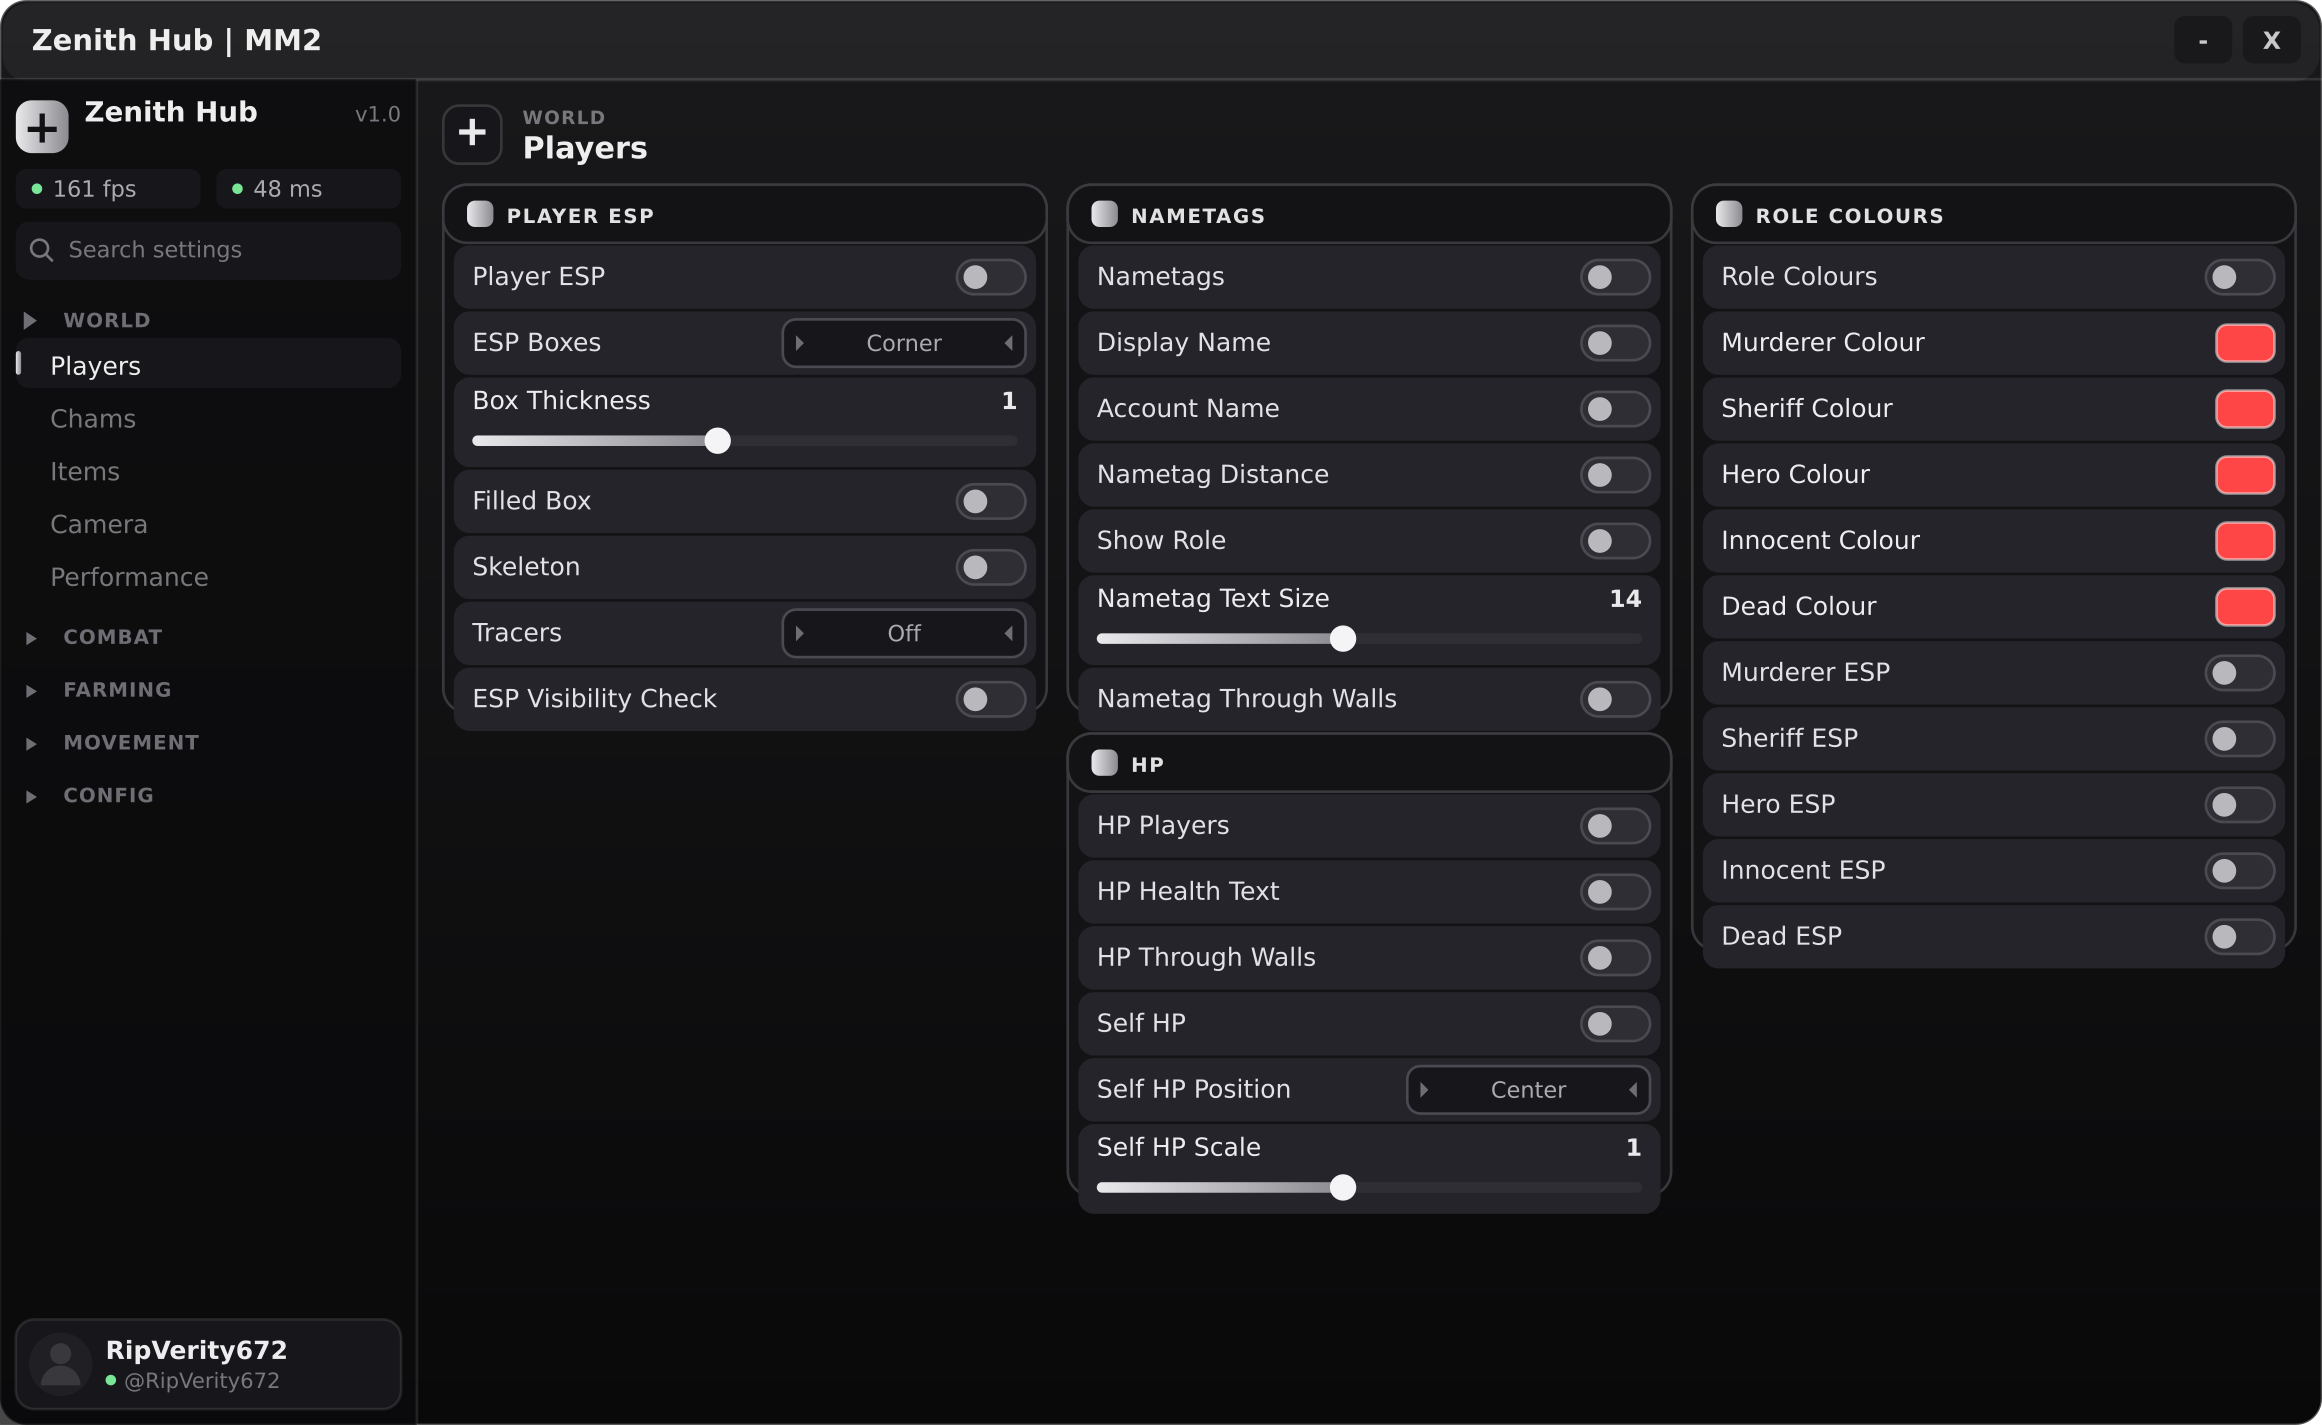 Zenith Hub | MM2
-
X
Zenith Hub
v1.0
161 fps
48 ms
Search settings
WORLD
Players
Chams
Items
Camera
Performance
COMBAT
FARMING
MOVEMENT
CONFIG
RipVerity672
@RipVerity672
WORLD
Players
PLAYER ESP
Player ESP
ESP Boxes
Corner
Box Thickness
1
Filled Box
Skeleton
Tracers
Off
ESP Visibility Check
NAMETAGS
Nametags
Display Name
Account Name
Nametag Distance
Show Role
Nametag Text Size
14
Nametag Through Walls
HP
HP Players
HP Health Text
HP Through Walls
Self HP
Self HP Position
Center
Self HP Scale
1
ROLE COLOURS
Role Colours
Murderer Colour
Sheriff Colour
Hero Colour
Innocent Colour
Dead Colour
Murderer ESP
Sheriff ESP
Hero ESP
Innocent ESP
Dead ESP